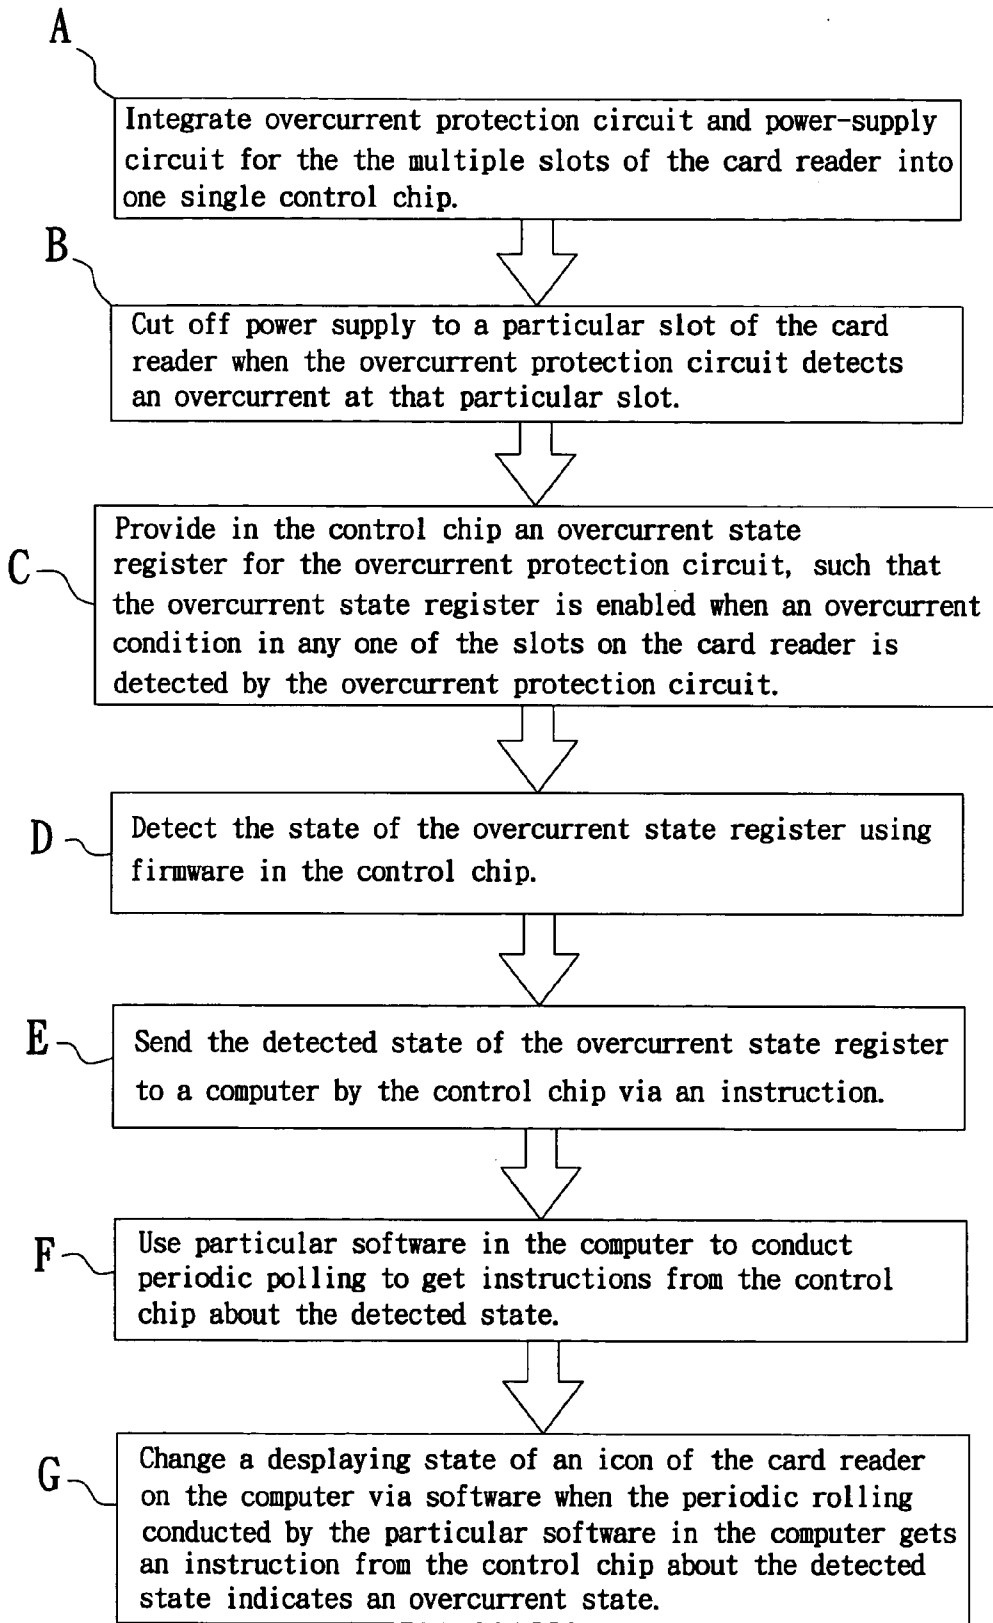 A
Integrate overcurrent protection circuit and power-supply
circuit for the the multiple slots of the card reader into
one single control chip.
B
Cut off power supply to a particular slot of the card
reader when the overcurrent protection circuit detects
an overcurrent at that particular slot.
C
Provide in the control chip an overcurrent state
register for the overcurrent protection circuit, such that
the overcurrent state register is enabled when an overcurrent
condition in any one of the slots on the card reader is
detected by the overcurrent protection circuit.
D
Detect the state of the overcurrent state register using
firmware in the control chip.
E
Send the detected state of the overcurrent state register
to a computer by the control chip via an instruction.
F
Use particular software in the computer to conduct
periodic polling to get instructions from the control
chip about the detected state.
G
Change a desplaying state of an icon of the card reader
on the computer via software when the periodic rolling
conducted by the particular software in the computer gets
an instruction from the control chip about the detected
state indicates an overcurrent state.